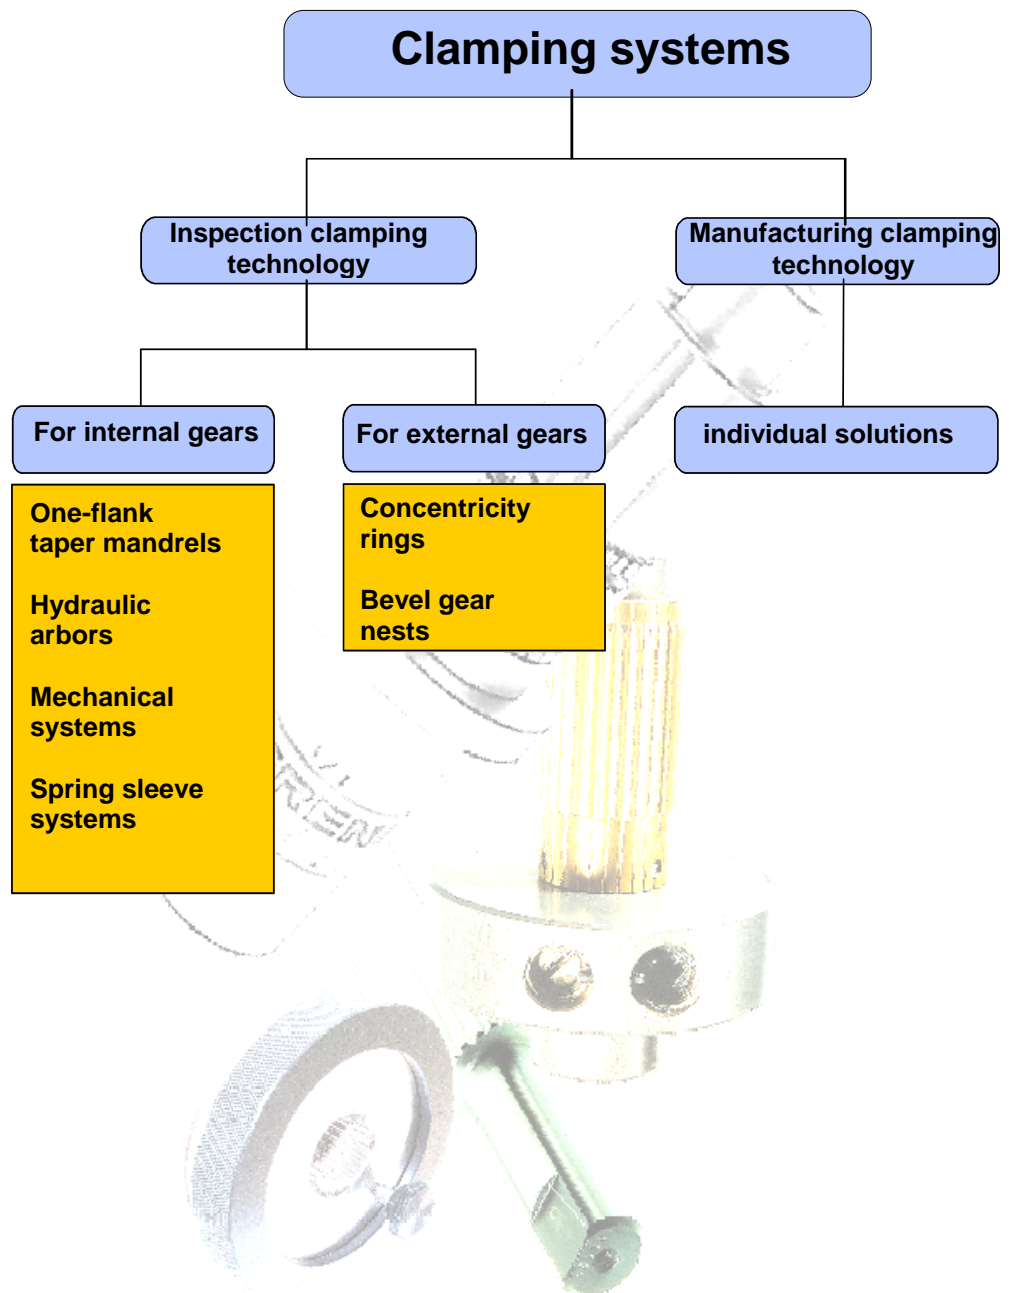 Clamping systems
Inspection clamping
technology
Manufacturing clamping
technology
For internal gears
For external gears
individual solutions
One-flank
taper mandrels
Hydraulic
arbors
Mechanical
systems
Spring sleeve
systems
Concentricity
rings
Bevel gear
nests